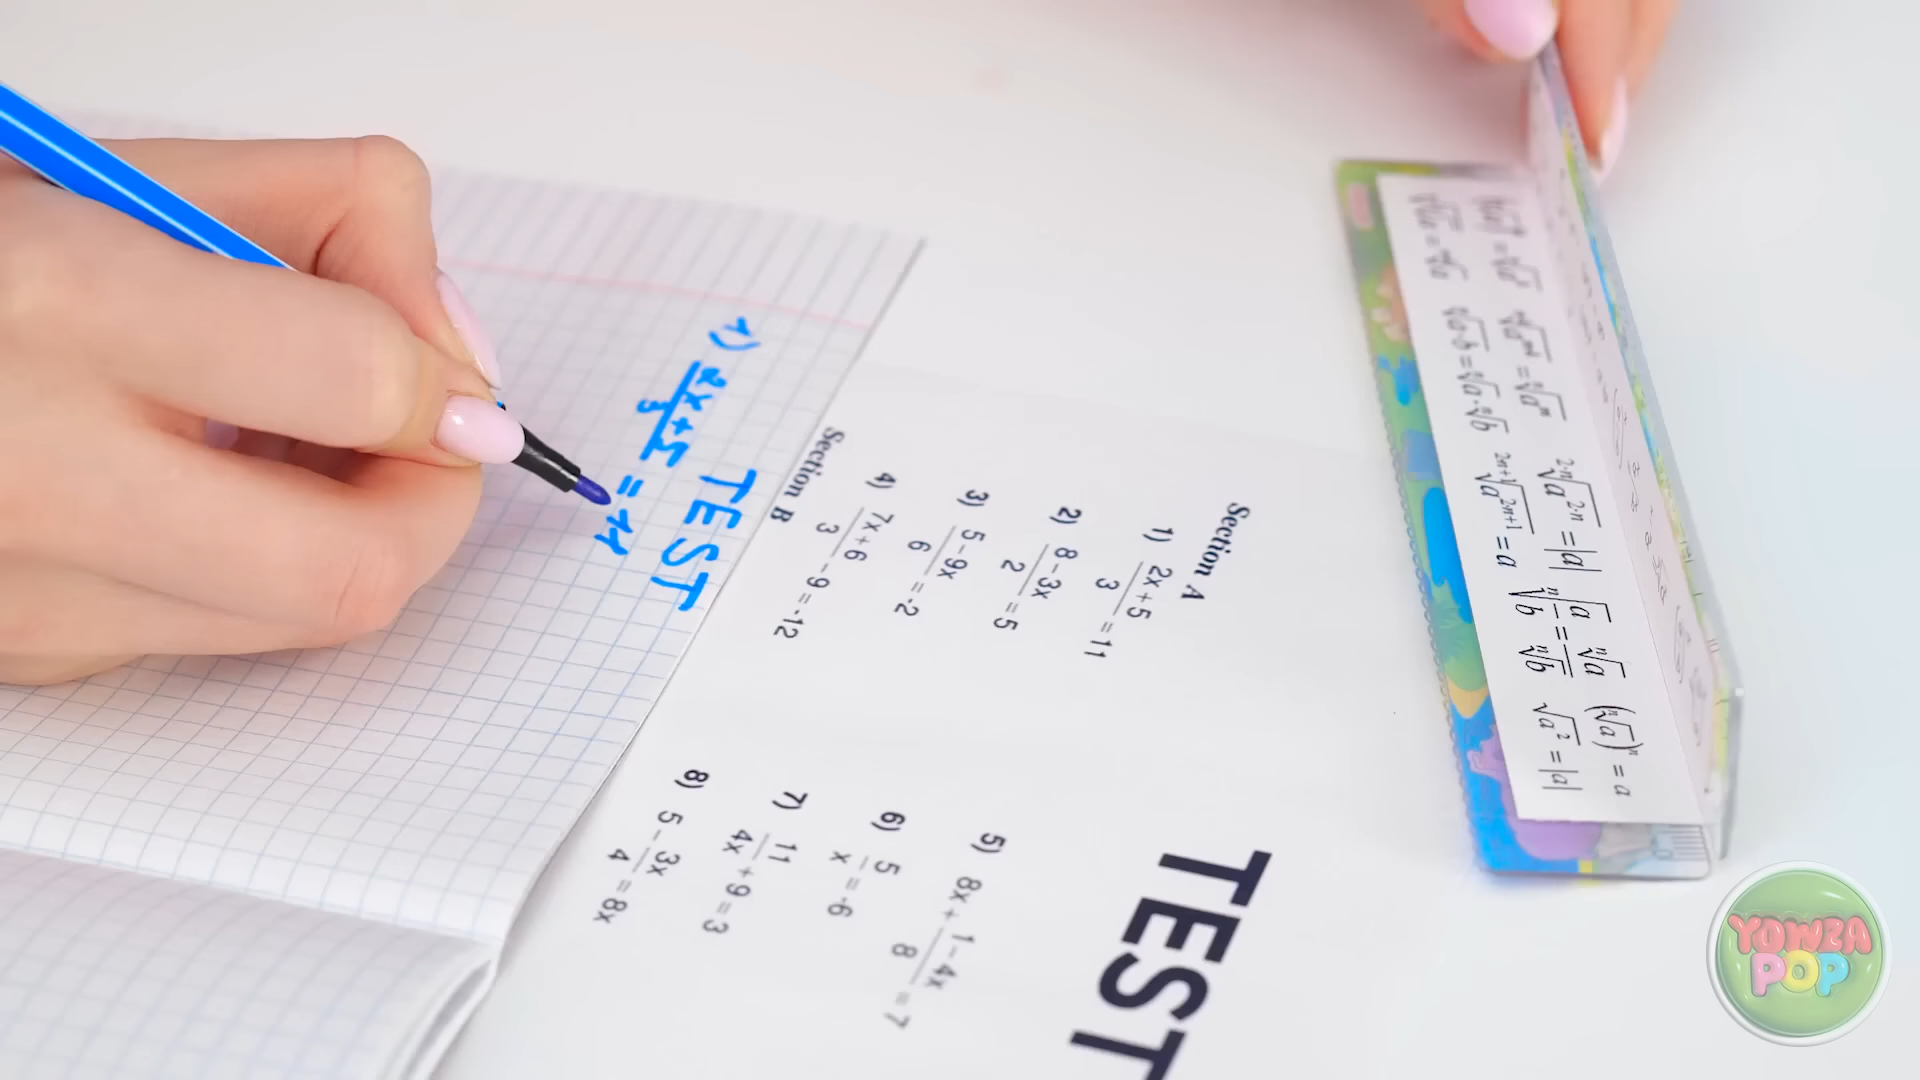 TEST
1) 2x+5/3 = 11
TEST
Section A
1) 2x+5/3 = 11
2) 8-3x/2 = 5
3) 5-9x/6 = -2
4) 7x+6/3 - 9 = -12
Section B
5) 8x + 1-4x/8 = 7
6) 5/x = -6
7) 11/4x + 9 = 3
8) 5 - 3x/4 = 8x
²ⁿ√a²ⁿ = |a| ⁿ√a/b = ⁿ√a/ⁿ√b (ⁿ√a)ⁿ = a
ⁿ√a·b = ⁿ√a·ⁿ√b ²ⁿ⁺¹√a²ⁿ⁺¹ = a √a² = |a|
YOWZA
POP